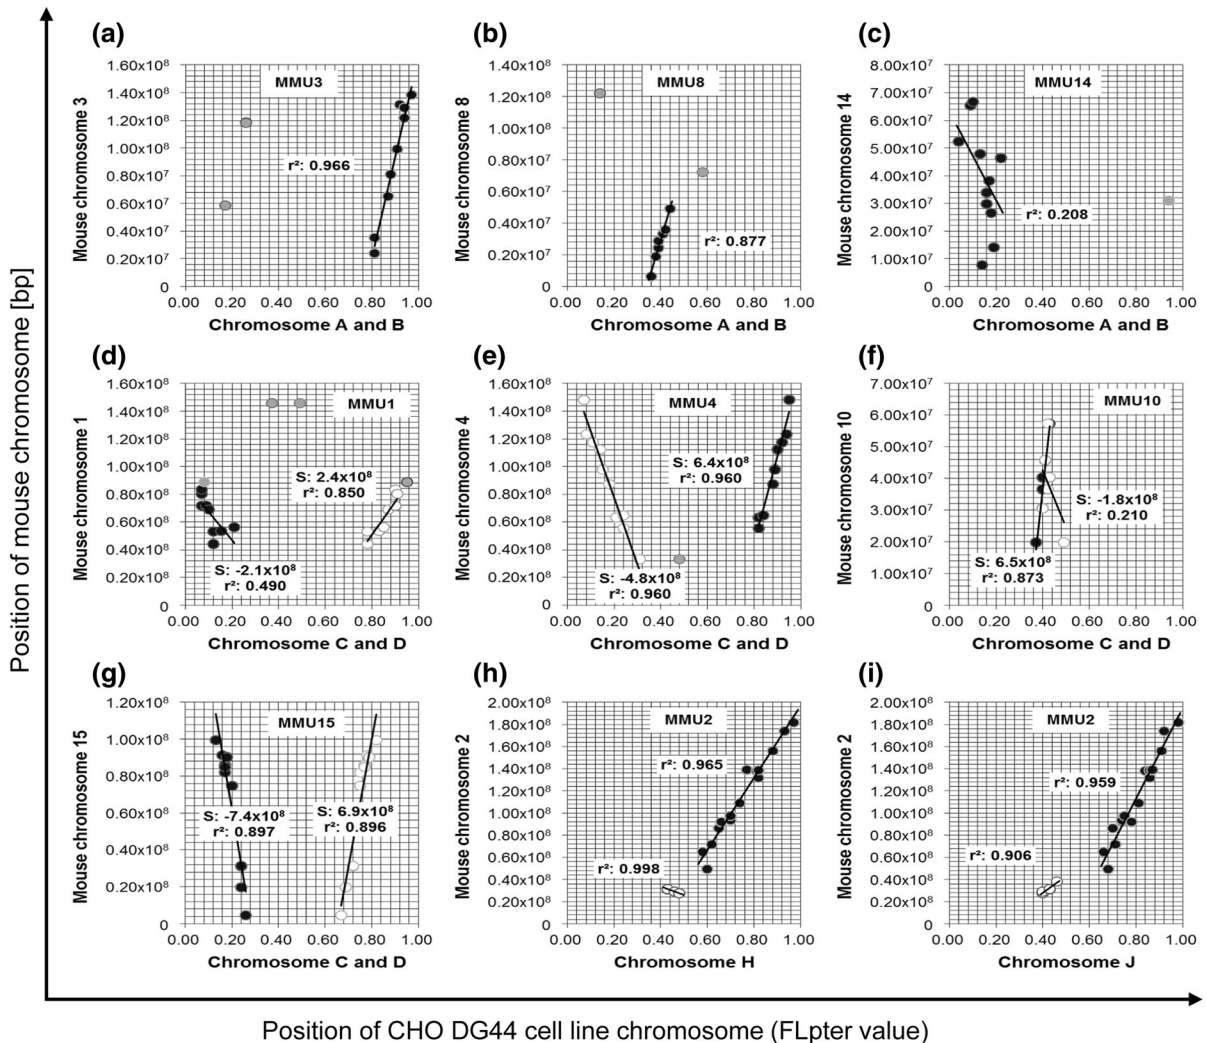 Position of mouse chromosome [bp]
(a)
Mouse chromosome 3
1.60x10⁸
1.40x10⁸
1.20x10⁸
1.00x10⁸
0.80x10⁷
0.60x10⁷
0.40x10⁷
0.20x10⁷
0
MMU3
r²: 0.966
0.00 0.20 0.40 0.60 0.80 1.00
Chromosome A and B
(b)
Mouse chromosome 8
1.40x10⁸
1.20x10⁸
1.00x10⁸
0.80x10⁸
0.60x10⁷
0.40x10⁸
0.20x10⁸
0
MMU8
r²: 0.877
0.00 0.20 0.40 0.60 0.80 1.00
Chromosome A and B
(c)
Mouse chromosome 14
8.00x10⁷
7.00x10⁷
6.00x10⁷
5.00x10⁷
4.00x10⁷
3.00x10⁷
2.00x10⁷
1.00x10⁷
0
MMU14
r²: 0.208
0.00 0.20 0.40 0.60 0.80 1.00
Chromosome A and B
(d)
Mouse chromosome 1
1.60x10⁸
1.40x10⁸
1.20x10⁸
1.00x10⁸
0.80x10⁸
0.60x10⁸
0.40x10⁸
0.20x10⁸
0
MMU1
S: 2.4x10⁸
r²: 0.850
S: -2.1x10⁸
r²: 0.490
0.00 0.20 0.40 0.60 0.80 1.00
Chromosome C and D
(e)
Mouse chromosome 4
1.60x10⁸
1.40x10⁸
1.20x10⁸
1.00x10⁸
0.80x10⁸
0.60x10⁸
0.40x10⁸
0.20x10⁸
0
MMU4
S: 6.4x10⁸
r²: 0.960
S: -4.8x10⁸
r²: 0.960
0.00 0.20 0.40 0.60 0.80 1.00
Chromosome C and D
(f)
Mouse chromosome 10
7.00x10⁷
6.00x10⁷
5.00x10⁷
4.00x10⁷
3.00x10⁷
2.00x10⁷
1.00x10⁷
0
MMU10
S: -1.8x10⁸
r²: 0.210
S: 6.5x10⁸
r²: 0.873
0.00 0.20 0.40 0.60 0.80 1.00
Chromosome C and D
(g)
Mouse chromosome 15
1.20x10⁸
1.00x10⁸
0.80x10⁸
0.60x10⁸
0.40x10⁸
0.20x10⁸
0
MMU15
S: -7.4x10⁸
r²: 0.897
S: 6.9x10⁸
r²: 0.896
0.00 0.20 0.40 0.60 0.80 1.00
Chromosome C and D
(h)
Mouse chromosome 2
2.00x10⁸
1.80x10⁸
1.60x10⁸
1.40x10⁸
1.20x10⁸
1.00x10⁸
0.80x10⁸
0.60x10⁸
0.40x10⁸
0.20x10⁸
0
MMU2
r²: 0.965
r²: 0.998
0.00 0.20 0.40 0.60 0.80 1.00
Chromosome H
(i)
Mouse chromosome 2
2.00x10⁸
1.80x10⁸
1.60x10⁸
1.40x10⁸
1.20x10⁸
1.00x10⁸
0.80x10⁸
0.60x10⁸
0.40x10⁸
0.20x10⁸
0
MMU2
r²: 0.959
r²: 0.906
0.00 0.20 0.40 0.60 0.80 1.00
Chromosome J
Position of CHO DG44 cell line chromosome (FLpter value)